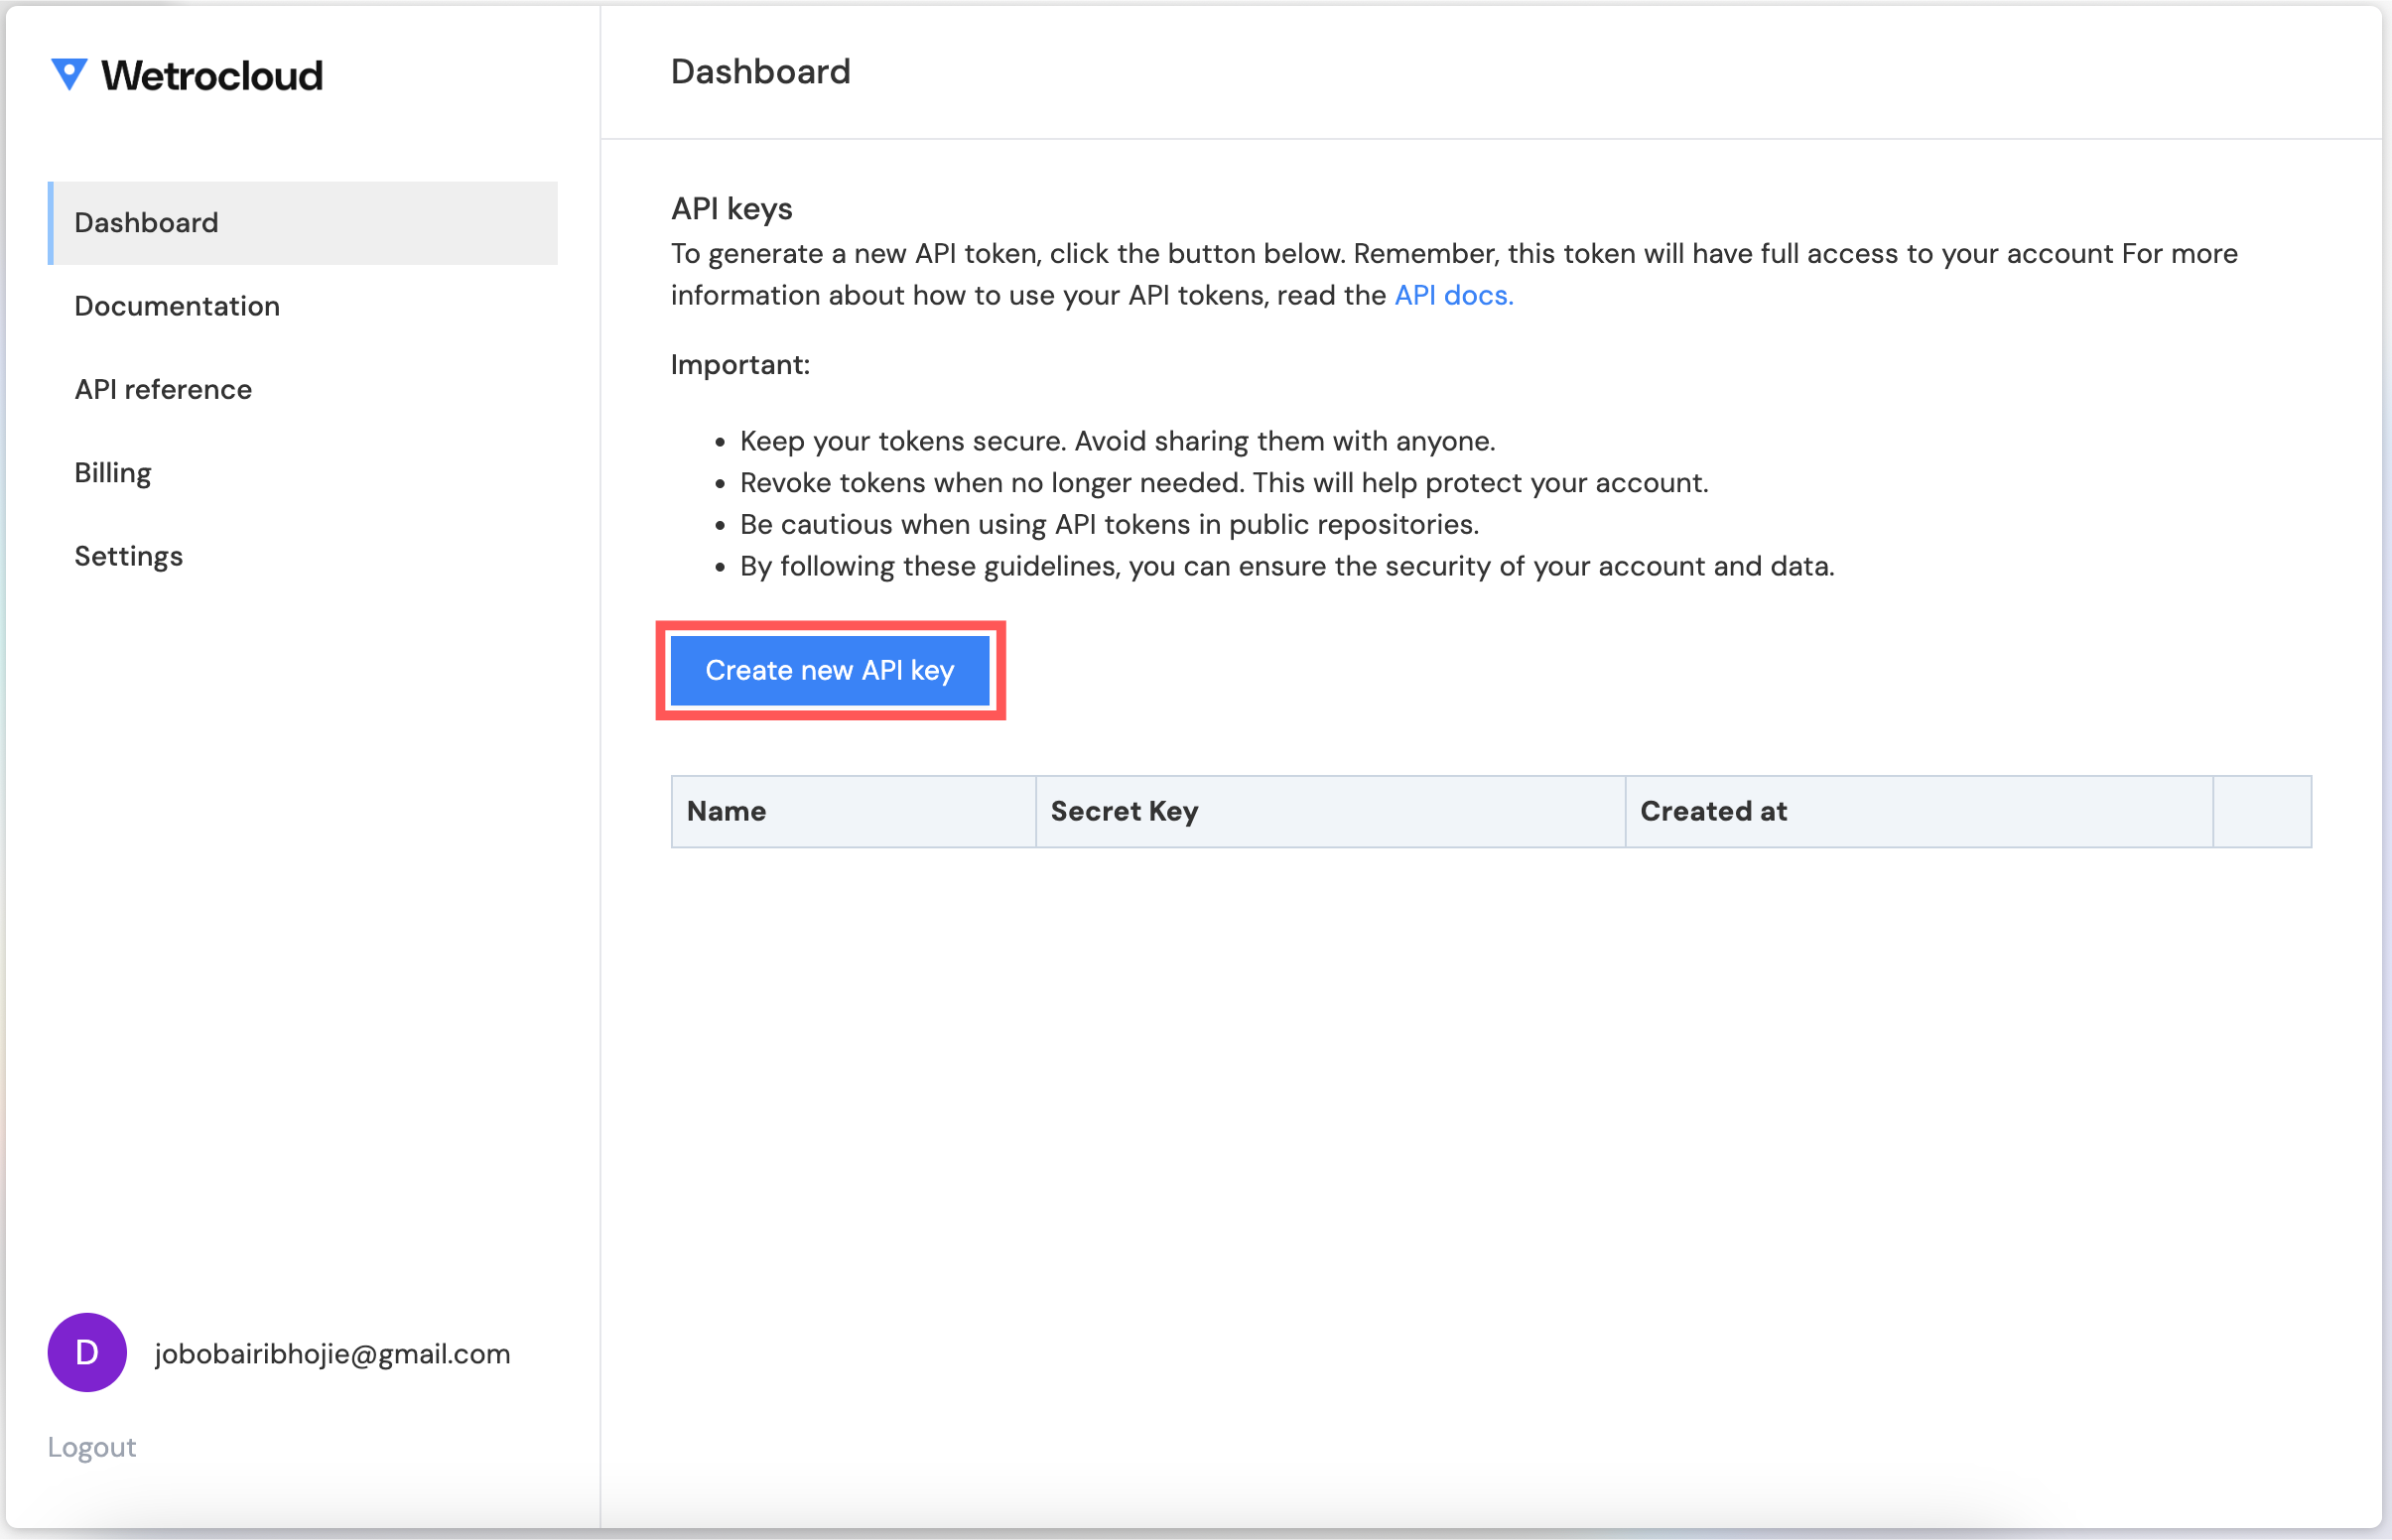 Wetrocloud
Dashboard
Documentation
API reference
Billing
Settings
D
jobobairibhojie@gmail.com
Logout
Dashboard
API keys
To generate a new API token, click the button below. Remember, this token will have full access to your account For more
information about how to use your API tokens, read the API docs.
Important:
• Keep your tokens secure. Avoid sharing them with anyone.
• Revoke tokens when no longer needed. This will help protect your account.
• Be cautious when using API tokens in public repositories.
• By following these guidelines, you can ensure the security of your account and data.
Create new API key
Name Secret Key Created at